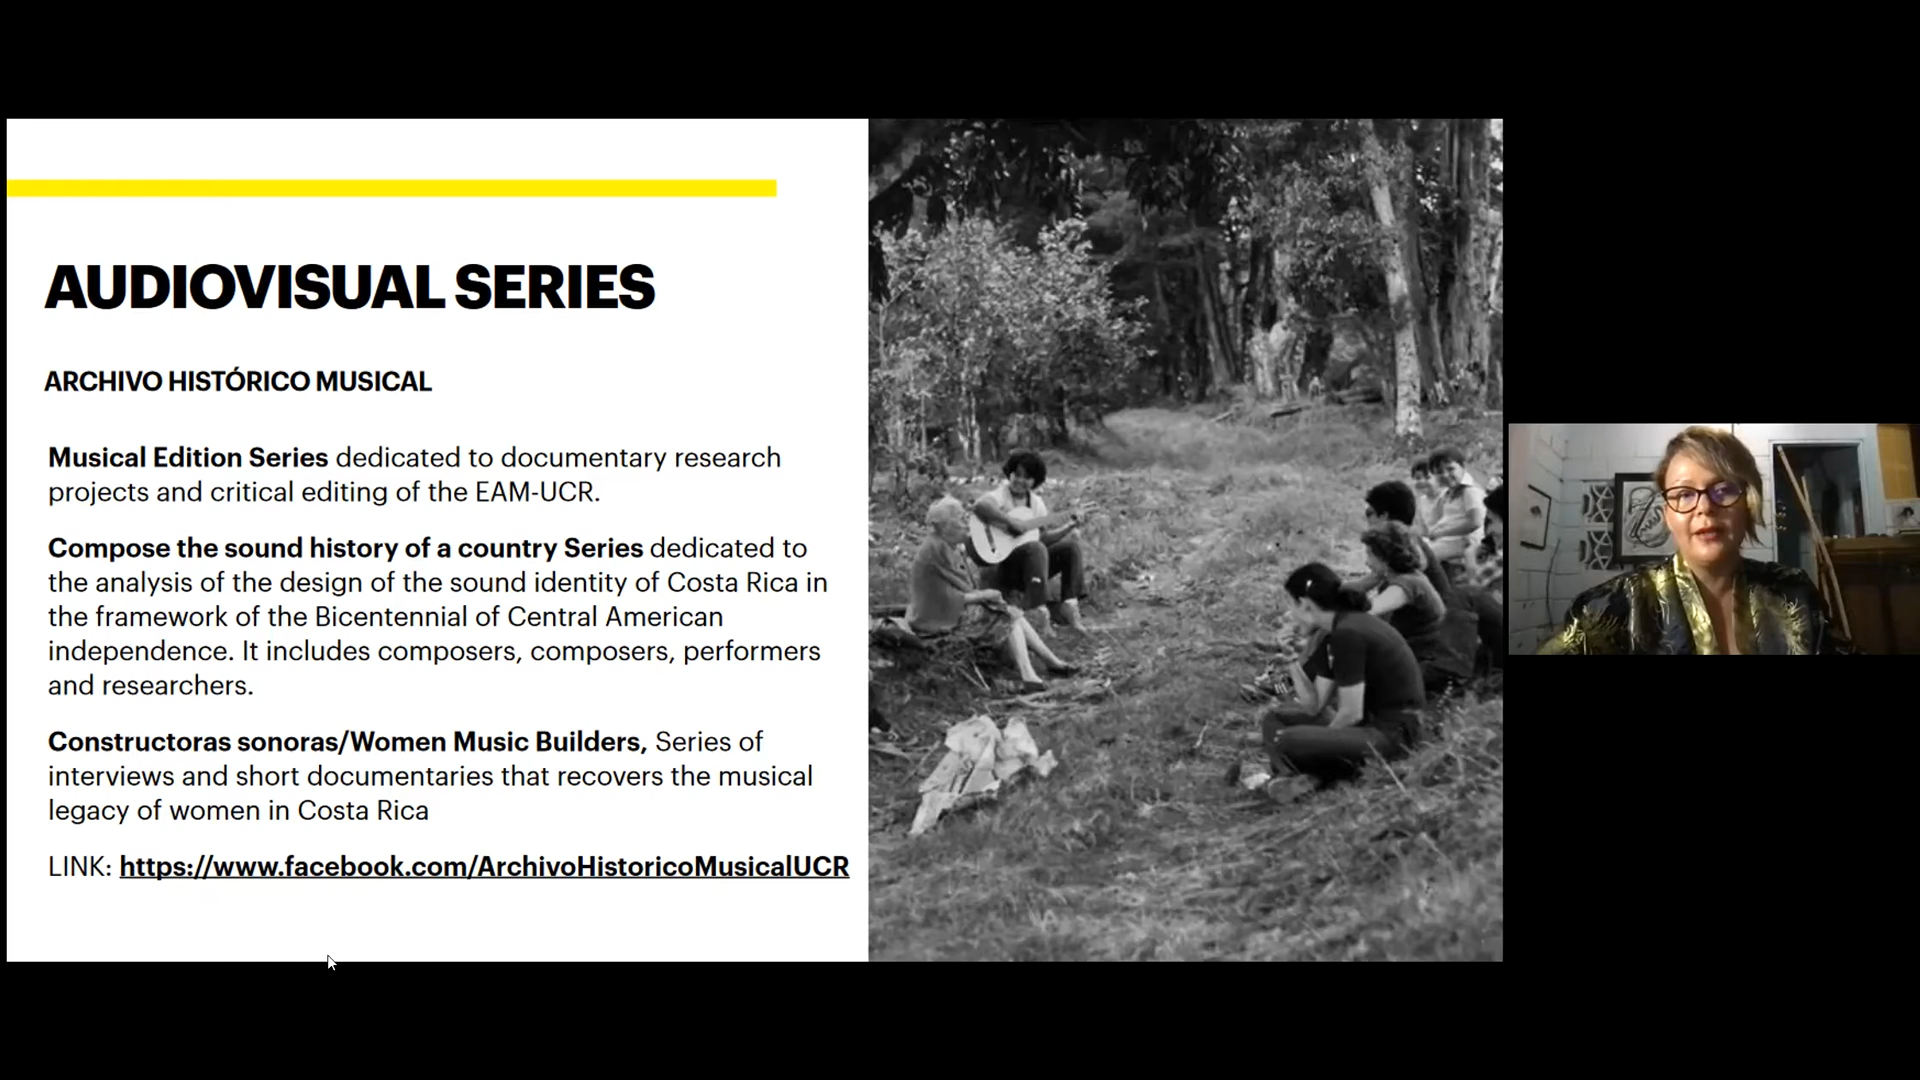 AUDIOVISUAL SERIES
ARCHIVO HISTÓRICO MUSICAL
Musical Edition Series dedicated to documentary research
projects and critical editing of the EAM-UCR.
Compose the sound history of a country Series dedicated to
the analysis of the design of the sound identity of Costa Rica in
the framework of the Bicentennial of Central American
independence. It includes composers, composers, performers
and researchers.
Constructoras sonoras/Women Music Builders, Series of
interviews and short documentaries that recovers the musical
legacy of women in Costa Rica
LINK: https://www.facebook.com/ArchivoHistoricoMusicalUCR